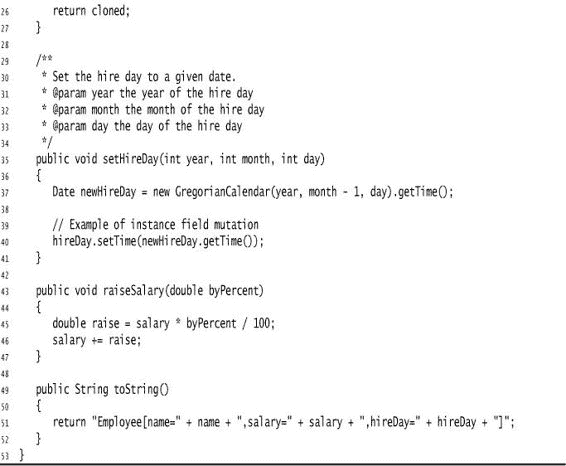 26 return cloned;
27 }
28
29 /**
30 * Set the hire day to a given date.
31 * @param year the year of the hire day
32 * @param month the month of the hire day
33 * @param day the day of the hire day
34 */
35 public void setHireDay(int year, int month, int day)
36 {
37 Date newHireDay = new GregorianCalendar(year, month - 1, day).getTime();
38
39 // Example of instance field mutation
40 hireDay.setTime(newHireDay.getTime());
41 }
42
43 public void raiseSalary(double byPercent)
44 {
45 double raise = salary * byPercent / 100;
46 salary += raise;
47 }
48
49 public String toString()
50 {
51 return "Employee[name=" + name + ",salary=" + salary + ",hireDay=" + hireDay + "]";
52 }
53 }